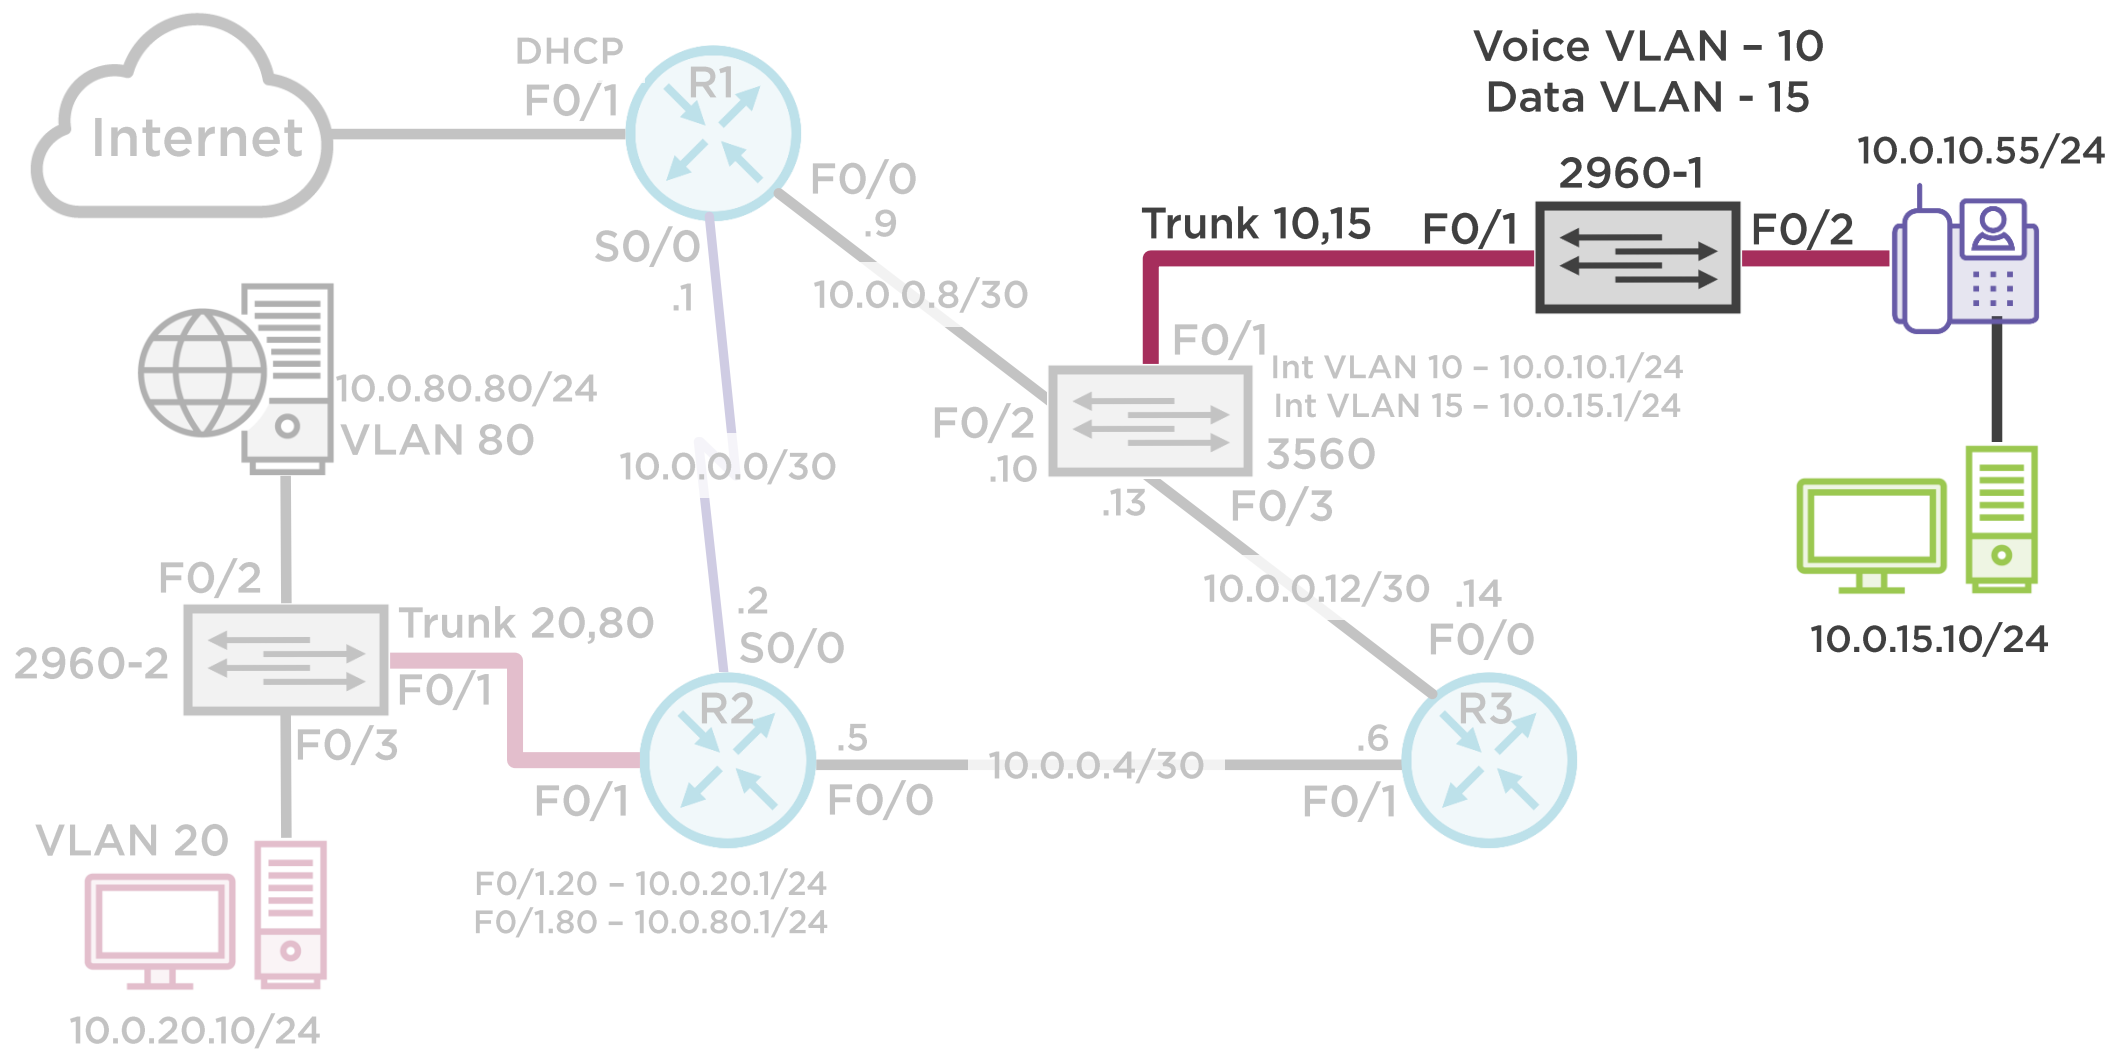 DHCP
F0/1
Internet
R1
F0/0
.9
S0/0
.1
10.0.0.8/30
Voice VLAN – 10
Data VLAN - 15
2960-1
10.0.10.55/24
Trunk 10,15
F0/1
F0/2
F0/1
Int VLAN 10 – 10.0.10.1/24
Int VLAN 15 – 10.0.15.1/24
F0/2
.10
3560
.13
F0/3
10.0.80.80/24
VLAN 80
10.0.0.0/30
10.0.15.10/24
10.0.0.12/30
.14
F0/0
F0/2
2960-2
Trunk 20,80
F0/1
F0/3
.2
S0/0
R2
R3
.5
10.0.0.4/30
.6
F0/1
F0/0
F0/1
VLAN 20
F0/1.20 – 10.0.20.1/24
F0/1.80 – 10.0.80.1/24
10.0.20.10/24